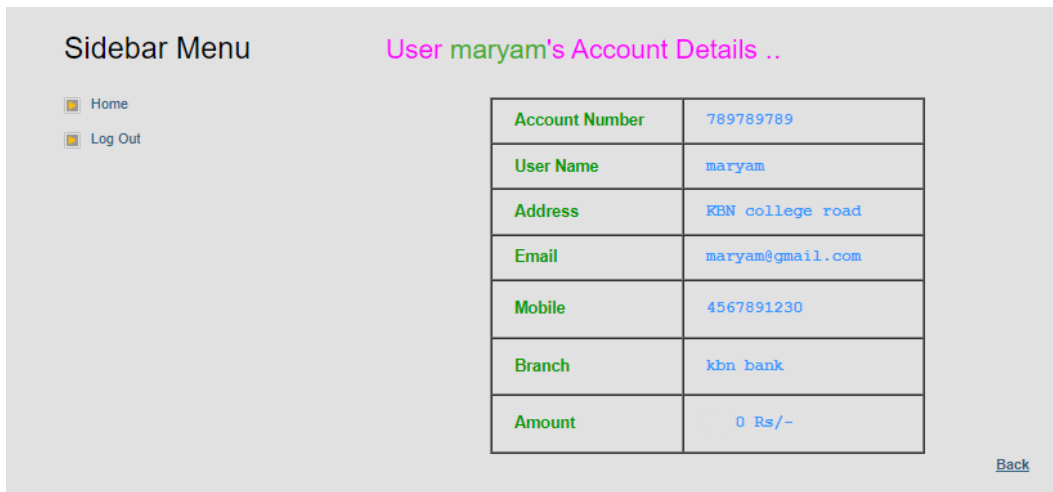 Sidebar Menu
Home
Log Out
User maryam's Account Details ..
Account Number 789789789
User Name maryam
Address KBN college road
Email maryam@gmail.com
Mobile 4567891230
Branch kbn bank
Amount 0 Rs/-
Back